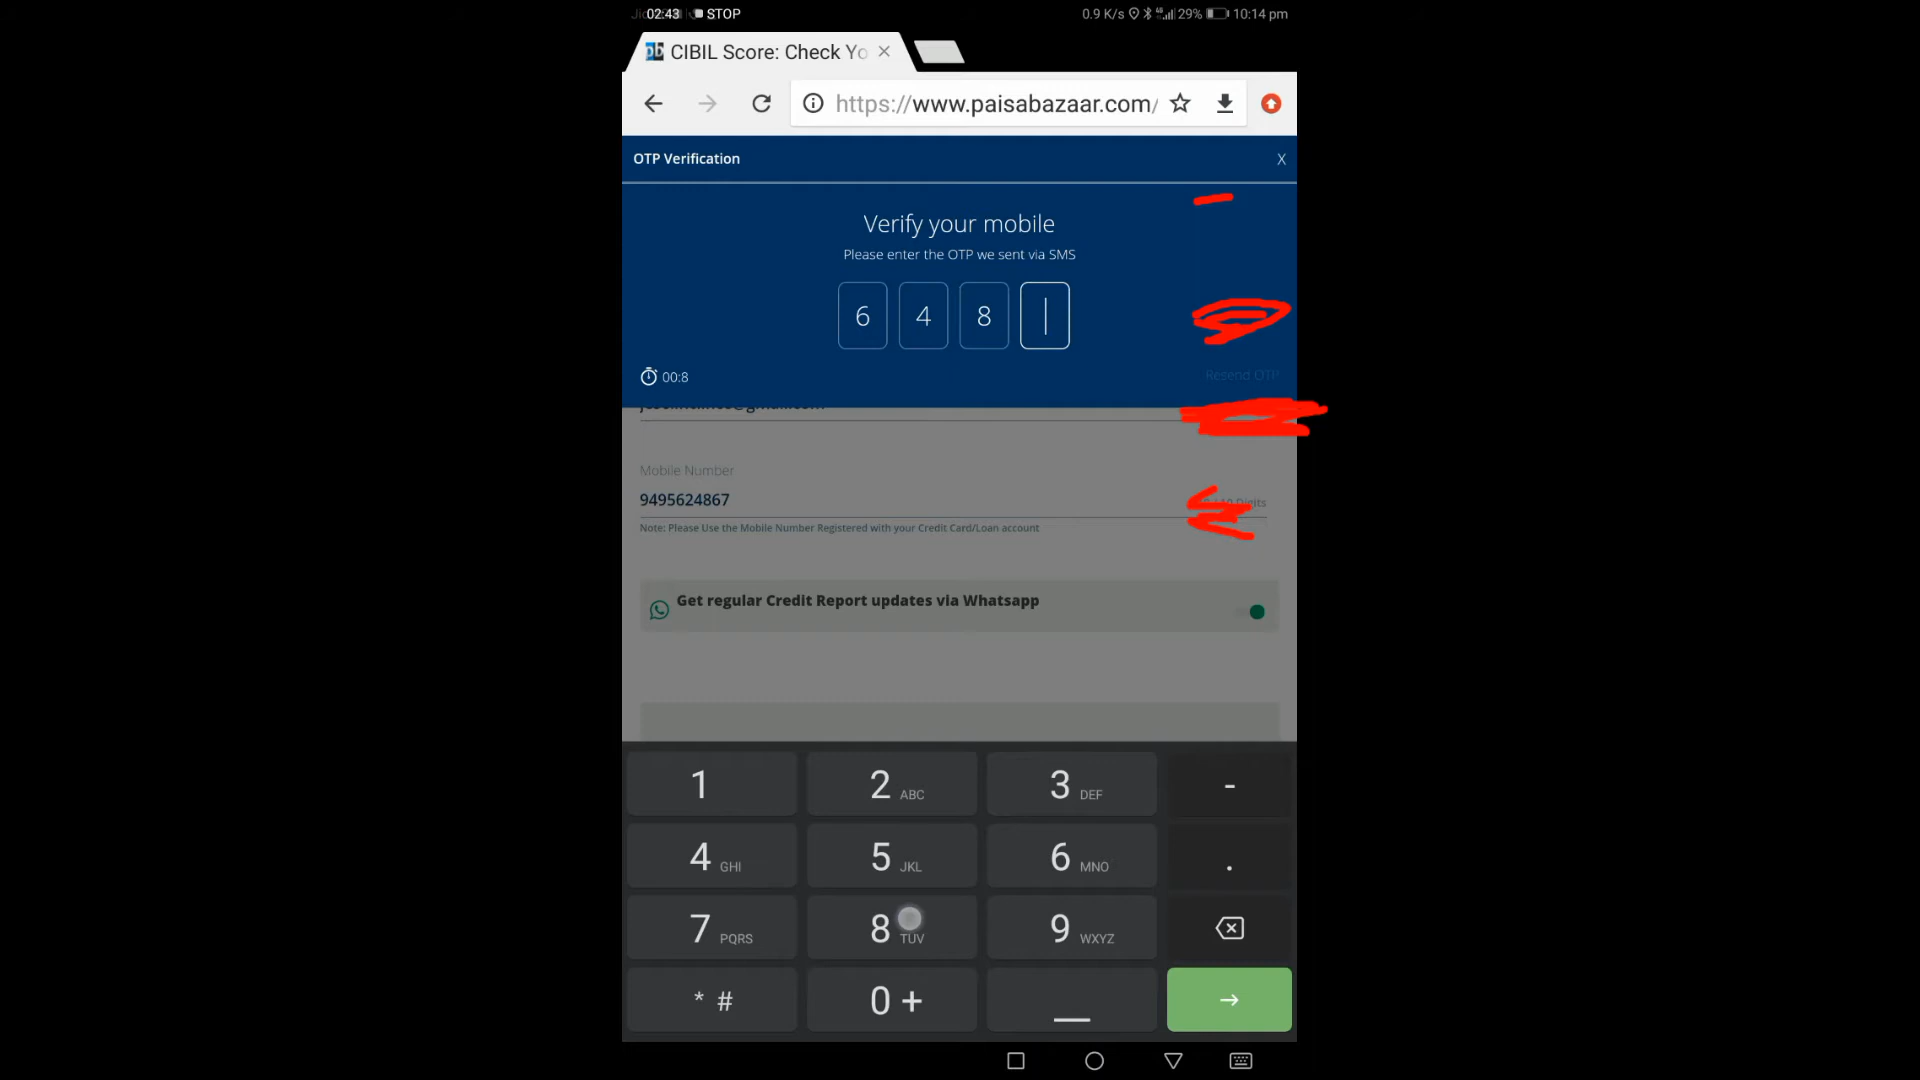 02:43 STOP
0.9 K/s 29% 10:14 pm
CIBIL Score: Check Yo
https://www.paisabazaar.com/
OTP Verification X
Verify your mobile
Please enter the OTP we sent via SMS
6 4 8
00:8
Resend OTP
Mobile Number
9495624867
Digits
Note: Please Use the Mobile Number Registered with your Credit Card/Loan account
Get regular Credit Report updates via Whatsapp
1 2 ABC 3 DEF -
4 GHI 5 JKL 6 MNO .
7 PQRS 8 TUV 9 WXYZ
* # 0 + _